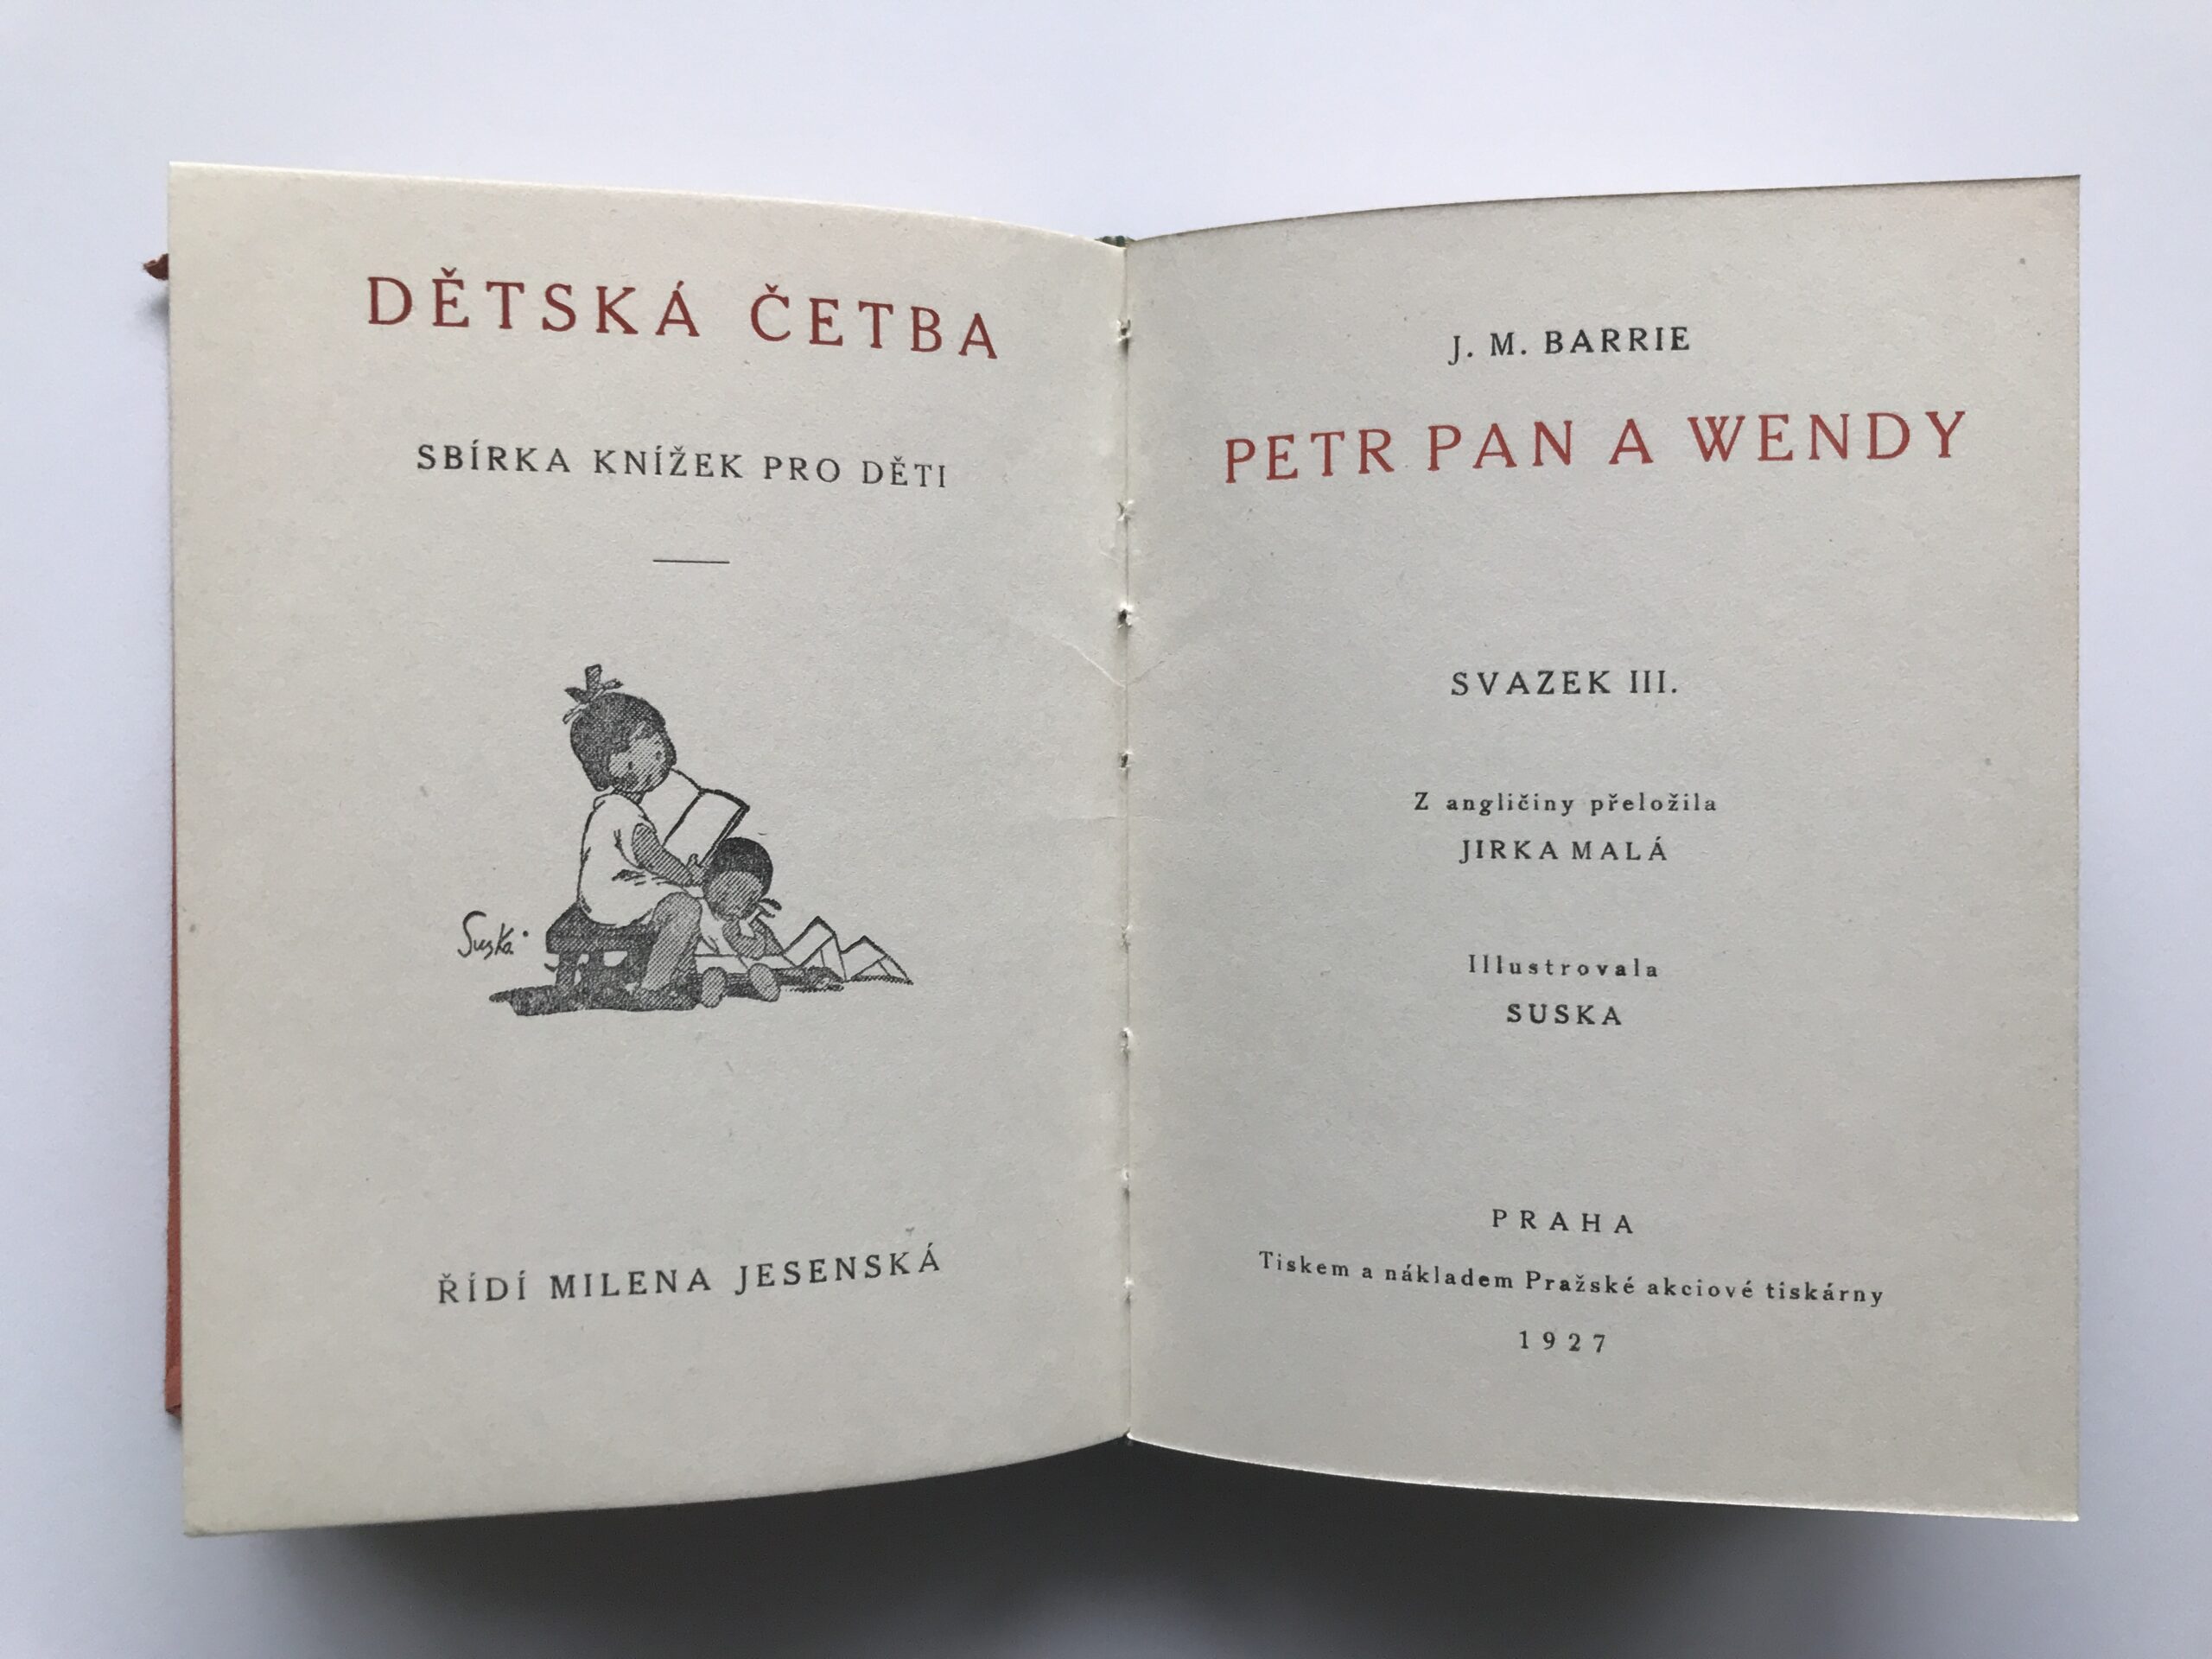 DĚTSKÁ ČETBA
SBÍRKA KNÍŽEK PRO DĚTI
Suska.
ŘÍDÍ MILENA JESENSKÁ
J. M. BARRIE
PETR PAN A WENDY
SVAZEK III.
Z angličiny přeložila
JIRKA MALÁ
Illustrovala
SUSKA
PRAHA
Tiskem a nákladem Pražské akciové tiskárny
1927